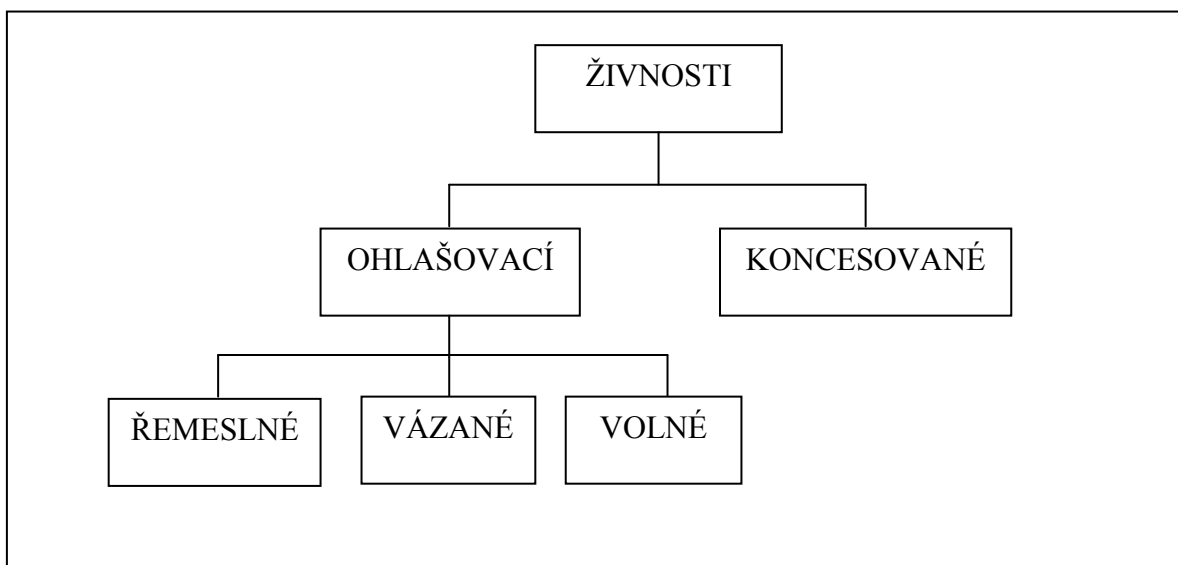 ŽIVNOSTI
OHLAŠOVACÍ
KONCESOVANÉ
ŘEMESLNÉ
VÁZANÉ
VOLNÉ